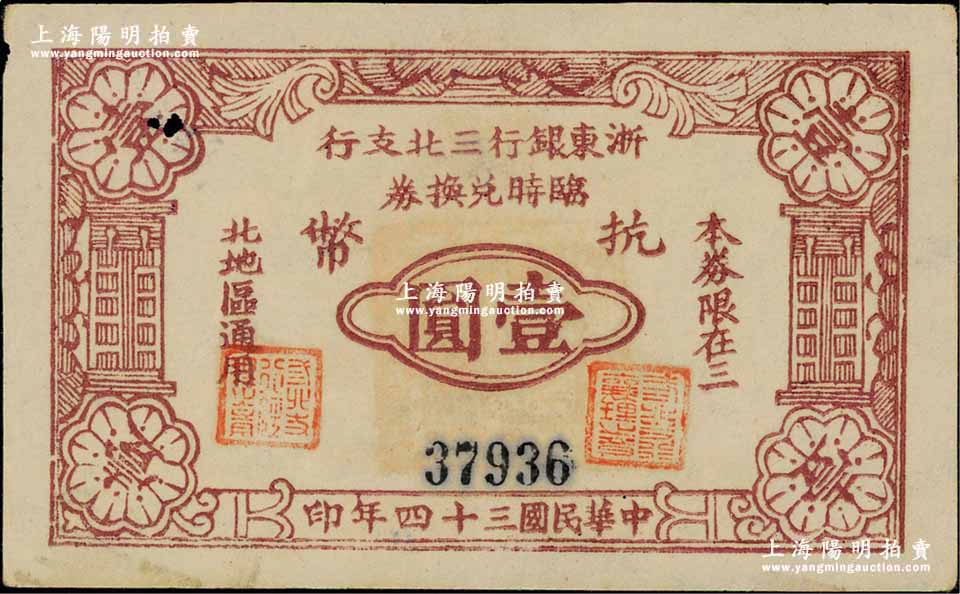 上海陽明拍賣
www.yangmingauction.com
浙東銀行三北支行
臨時兌換券
抗幣
本券限在三
北地區通用
壹圓
上海陽明拍賣
www.yangmingauction.com
37936
中華民國三十四年印
上海陽明拍賣
www.yangmingauction.com